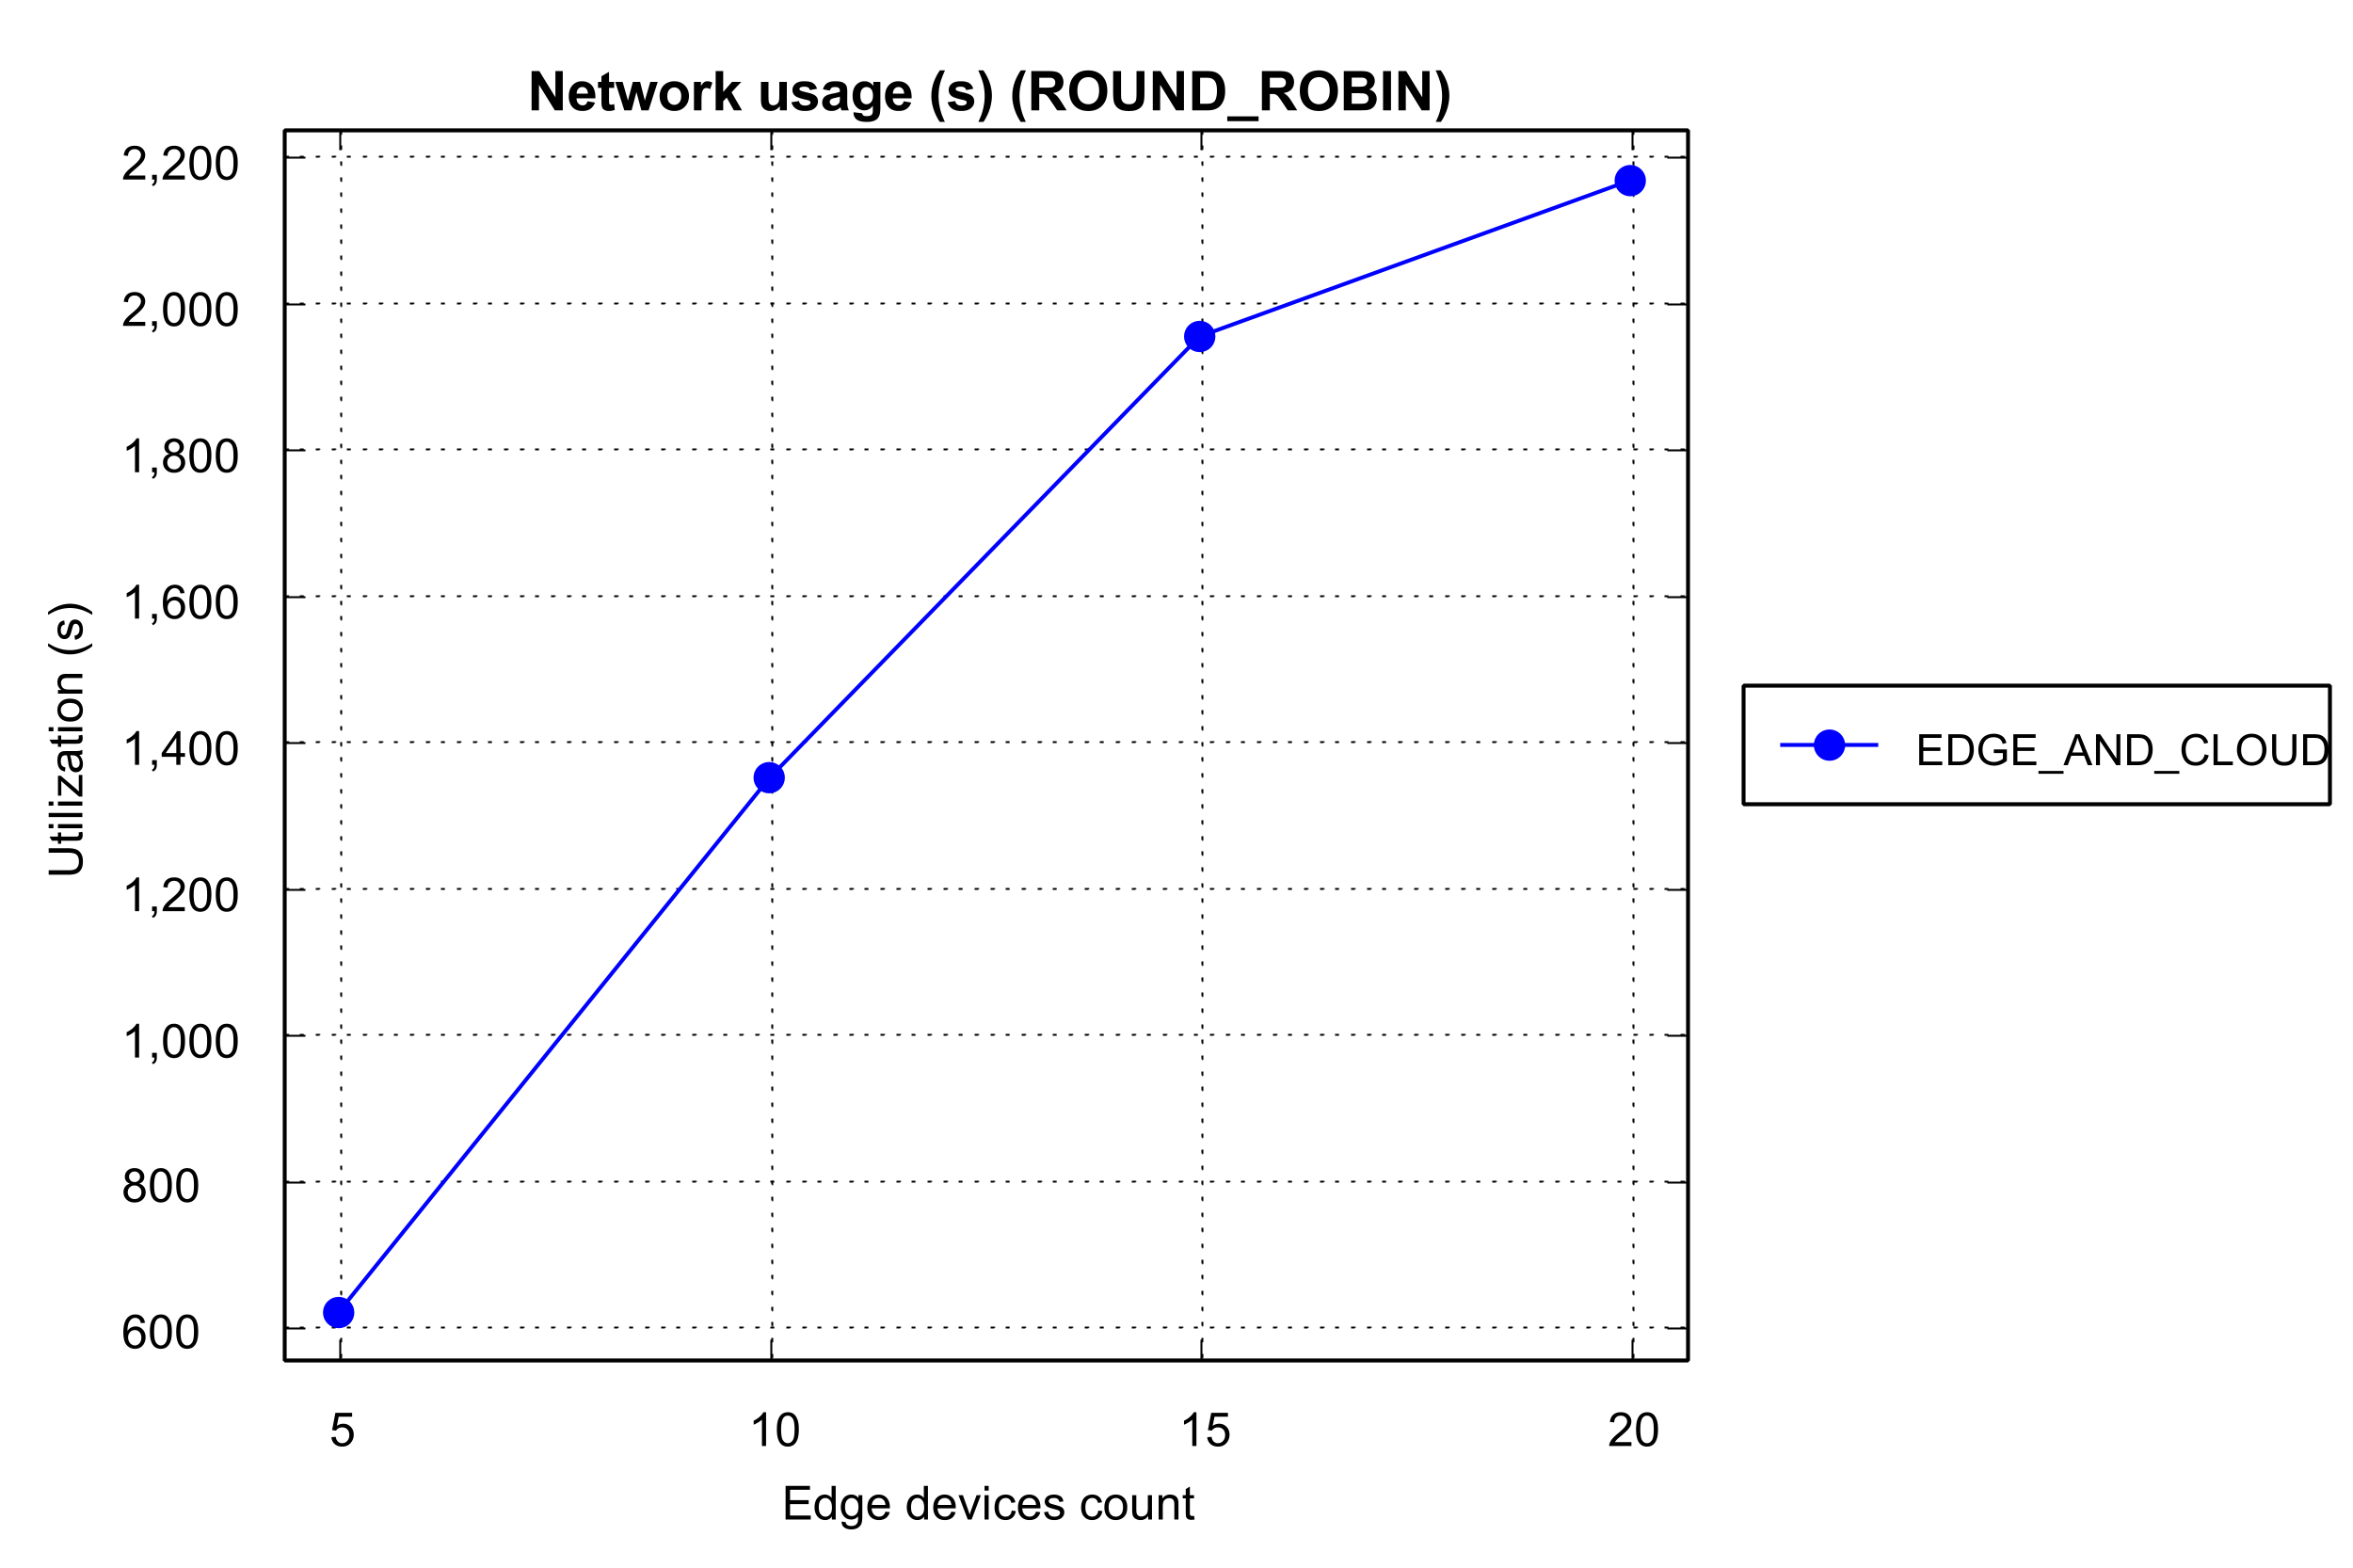 Network usage (s) (ROUND_ROBIN)
2,200
2,000
1,800
1,600
1,400
1,200
1,000
800
600
Utilization (s)
5 10 15 20
Edge devices count
EDGE_AND_CLOUD